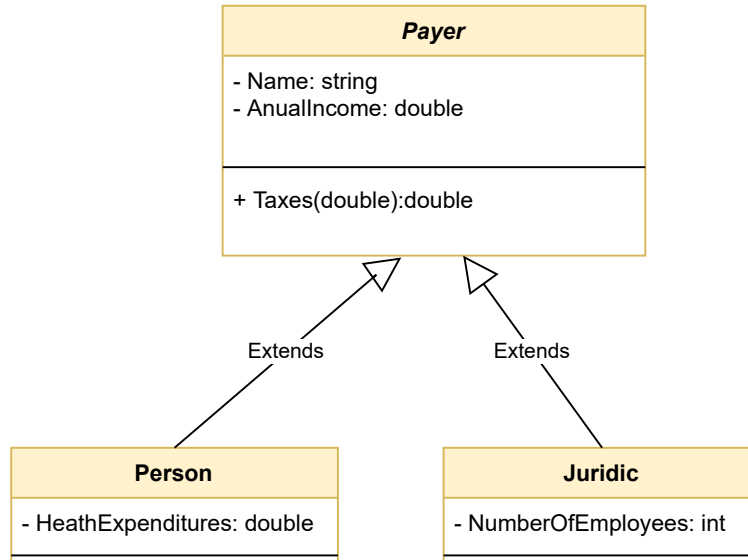 Payer
- Name: string
- AnualIncome: double
+ Taxes(double):double
Extends
Extends
Person
Juridic
- HeathExpenditures: double
- NumberOfEmployees: int